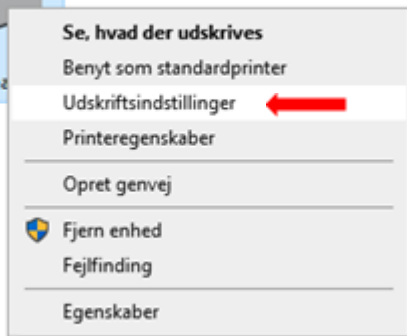 Se, hvad der udskrives
Benyt som standardprinter
Udskriftsindstillinger
Printeregenskaber
Opret genvej
Fjern enhed
Fejlfinding
Egenskaber